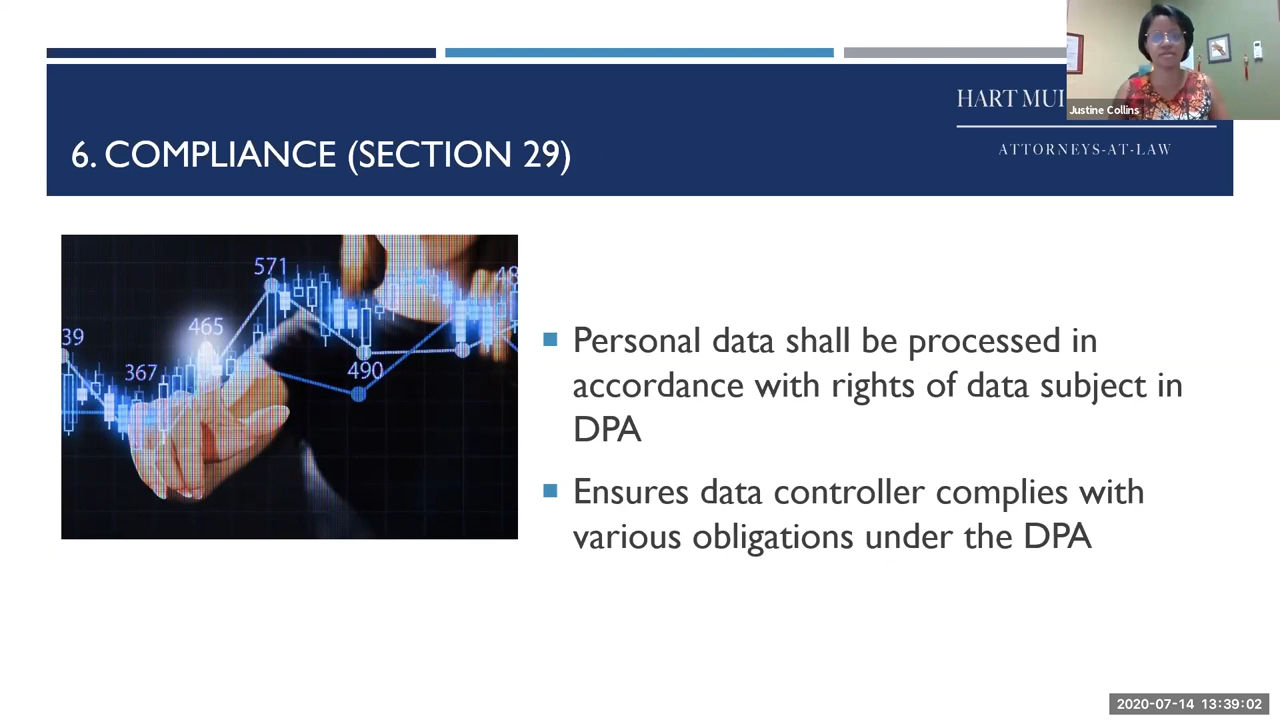 HART MUL
Justine Collins
6. COMPLIANCE (SECTION 29)
ATTORNEYS-AT-LAW
571
48
39
465
367
490
Personal data shall be processed in
accordance with rights of data subject in
DPA
Ensures data controller complies with
various obligations under the DPA
2020-07-14 13:39:02